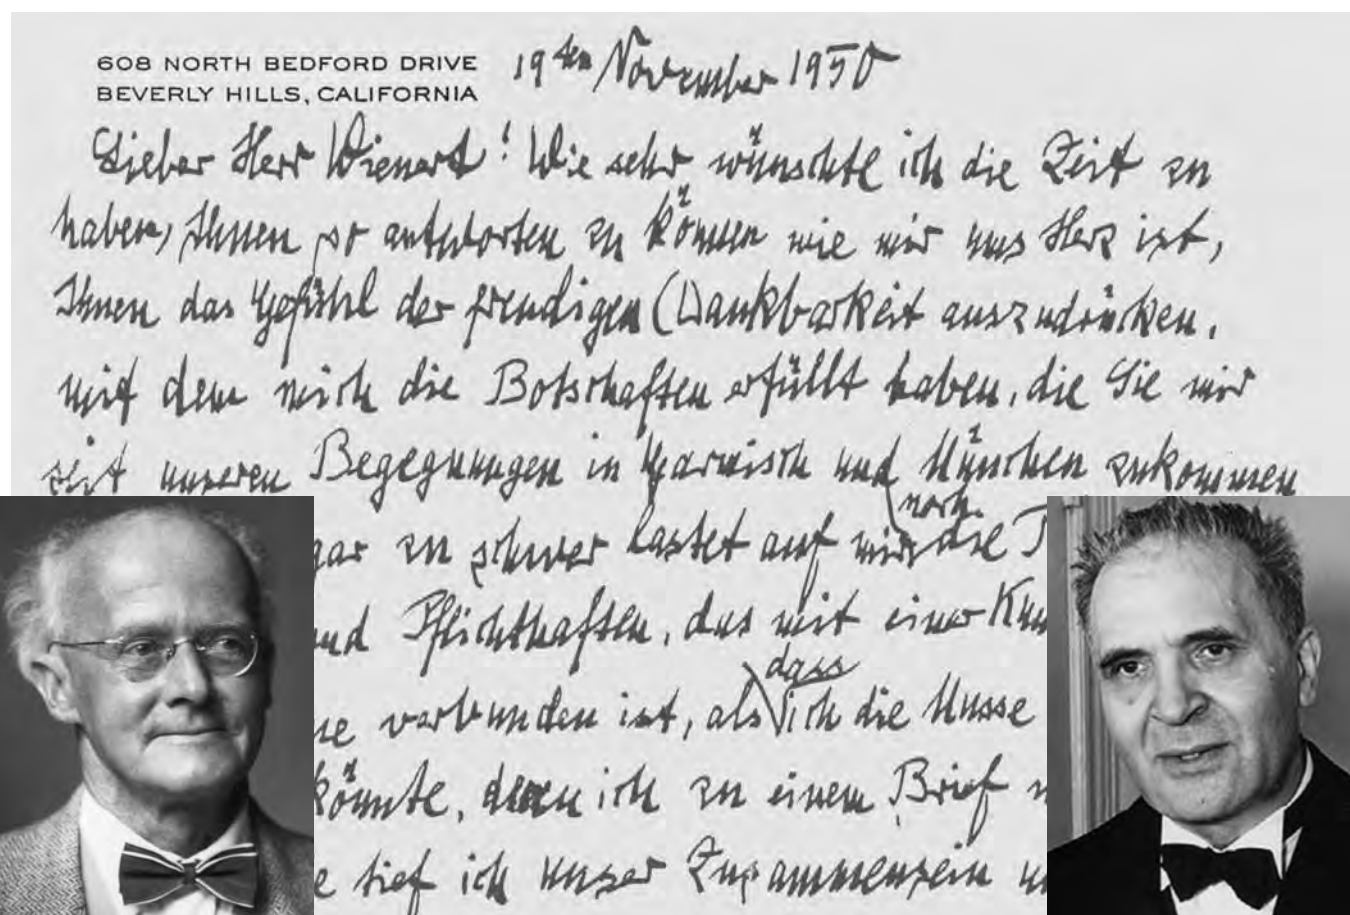 608 NORTH BEDFORD DRIVE
BEVERLY HILLS, CALIFORNIA
19ten November 1950
Lieber Herr Wienert! Wie sehr wünschte ich die Zeit zu
haben, Ihnen so antworten zu können wie mir ums Herz ist,
Ihnen das Gefühl der freudigen Dankbarkeit auszudrücken,
mit dem mich die Botschaften erfüllt haben, die Sie mir
seit unseren Begegnungen in Garmisch und München zukommen
gar zu schwer lastet auf mir noch die
und Pflichthaften, das mit einer
verbunden ist, als dass ich die Musse
könnte, deren ich zu einem Brief
tief ich unser Zusammensein